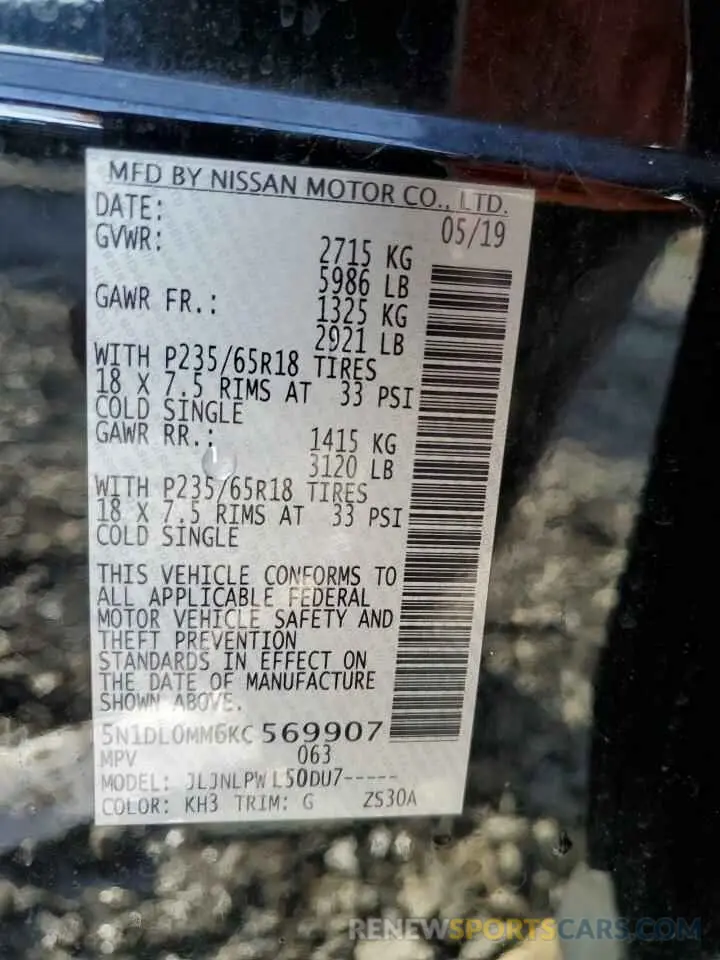 MFD BY NISSAN MOTOR CO., LTD.
DATE: 05/19
GVWR: 2715 KG
5986 LB
GAWR FR.: 1325 KG
2921 LB
WITH P235/65R18 TIRES
18 X 7.5 RIMS AT 33 PSI
COLD SINGLE
GAWR RR.: 1415 KG
3120 LB
WITH P235/65R18 TIRES
18 X 7.5 RIMS AT 33 PSI
COLD SINGLE
THIS VEHICLE CONFORMS TO
ALL APPLICABLE FEDERAL
MOTOR VEHICLE SAFETY AND
THEFT PREVENTION
STANDARDS IN EFFECT ON
THE DATE OF MANUFACTURE
SHOWN ABOVE.
5N1DL0MM6KC569907
MPV 063
MODEL: JLJNLPWL50DU7-----
COLOR: KH3 TRIM: G ZS30A
RENEWSPORTSCARS.COM